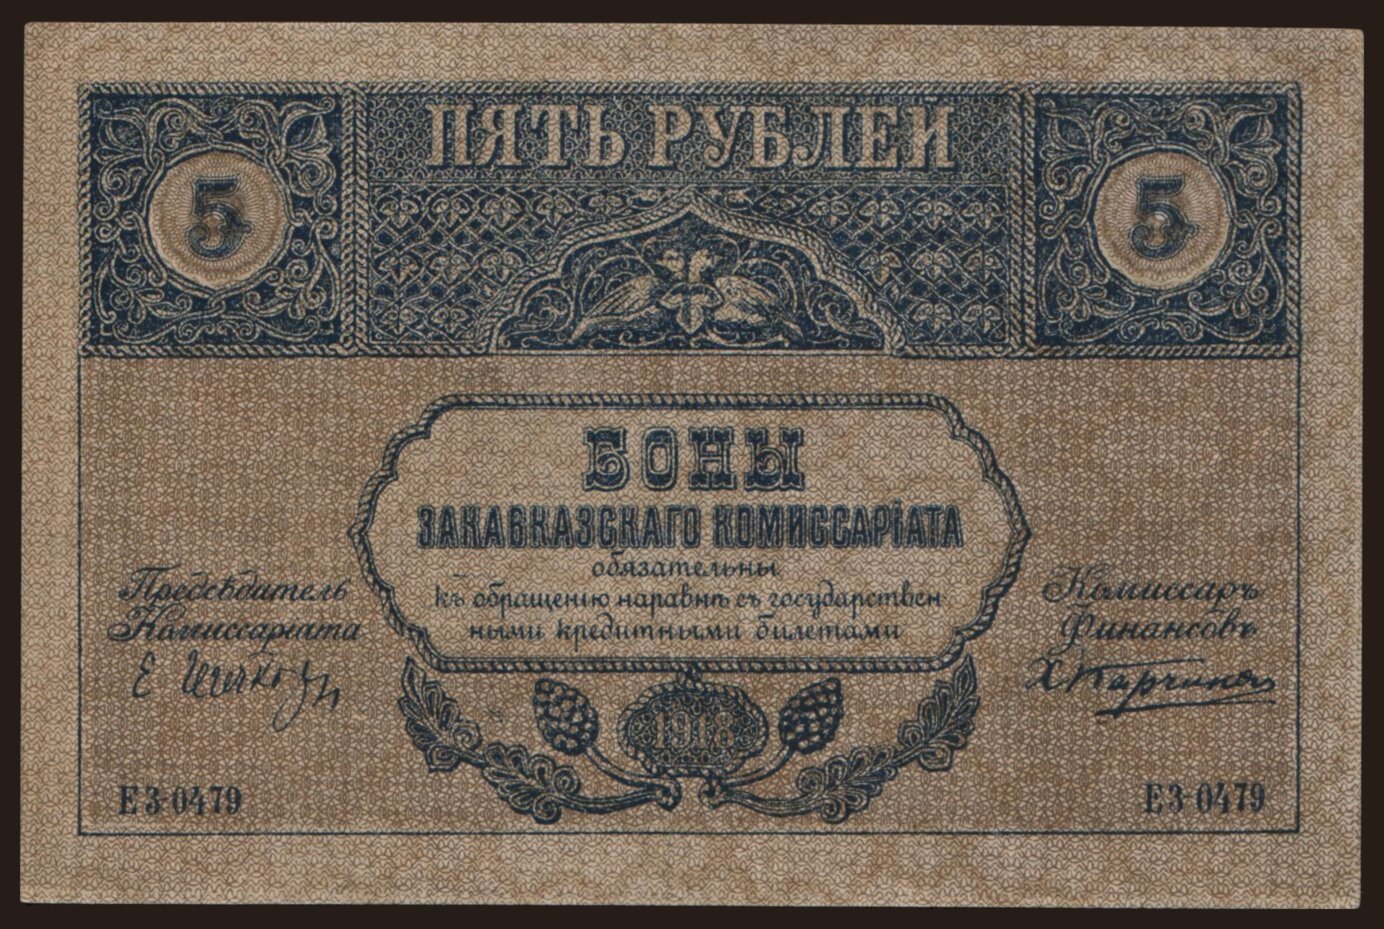 ПЯТЬ РУБЛЕЙ
5 5
БОНЫ
ЗАКАВКАЗСКАГО КОМИССАРІАТА
обязательны
къ обращенію наравнѣ съ государствен
ными кредитными билетами
Предсѣдатель
Комиссаріата
Комиссаръ
Финансовъ
1918
ЕЗ-0479 ЕЗ-0479